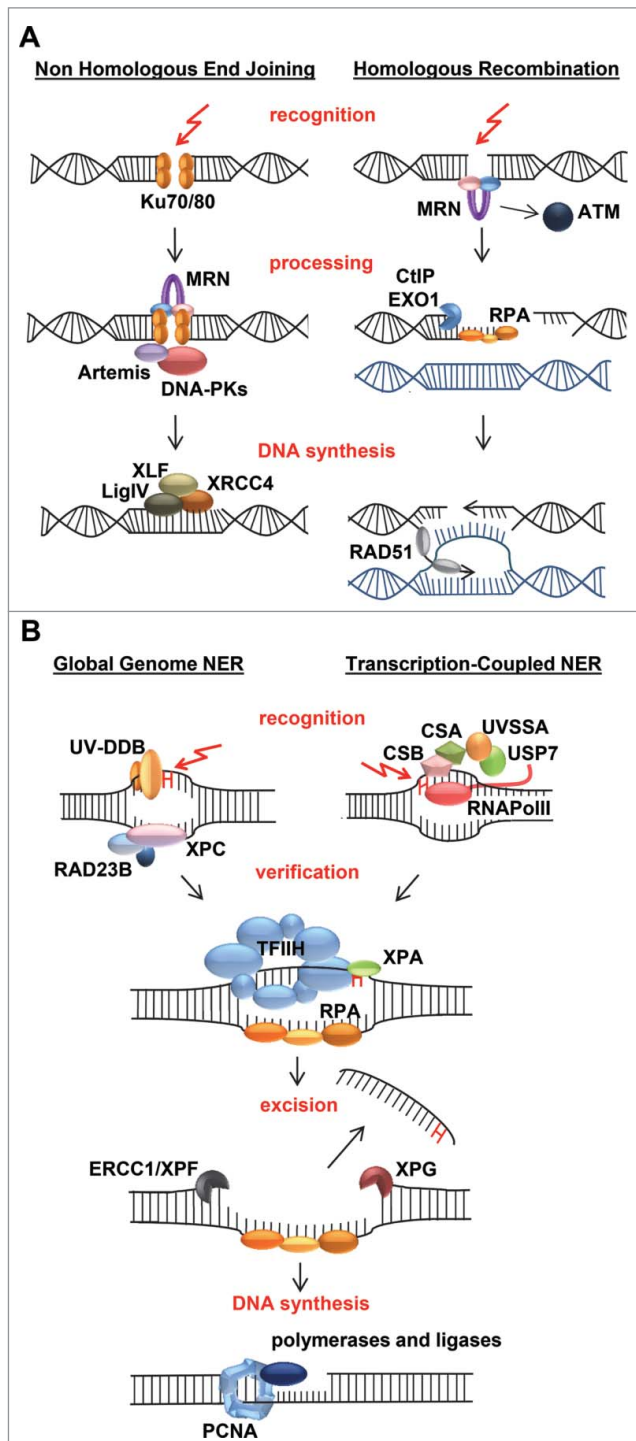 A
Non Homologous End Joining
Homologous Recombination
recognition
Ku70/80
MRN
ATM
processing
MRN
CtIP
EXO1
RPA
Artemis
DNA-PKs
DNA synthesis
XLF
LigIV
XRCC4
RAD51
B
Global Genome NER
Transcription-Coupled NER
recognition
UV-DDB
CSA
UVSSA
CSB
USP7
H
H
RNAPolII
XPC
RAD23B
verification
TFIIH
XPA
H
RPA
excision
H
ERCC1/XPF
XPG
DNA synthesis
polymerases and ligases
PCNA